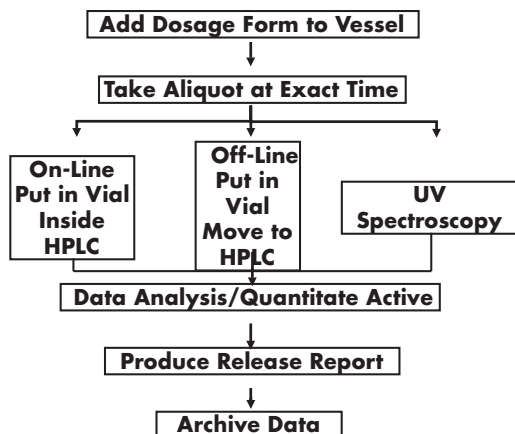 Add Dosage Form to Vessel
Take Aliquot at Exact Time
On-Line
Put in Vial
Inside
HPLC
Off-Line
Put in
Vial
Move to
HPLC
UV
Spectroscopy
Data Analysis/Quantitate Active
Produce Release Report
Archive Data